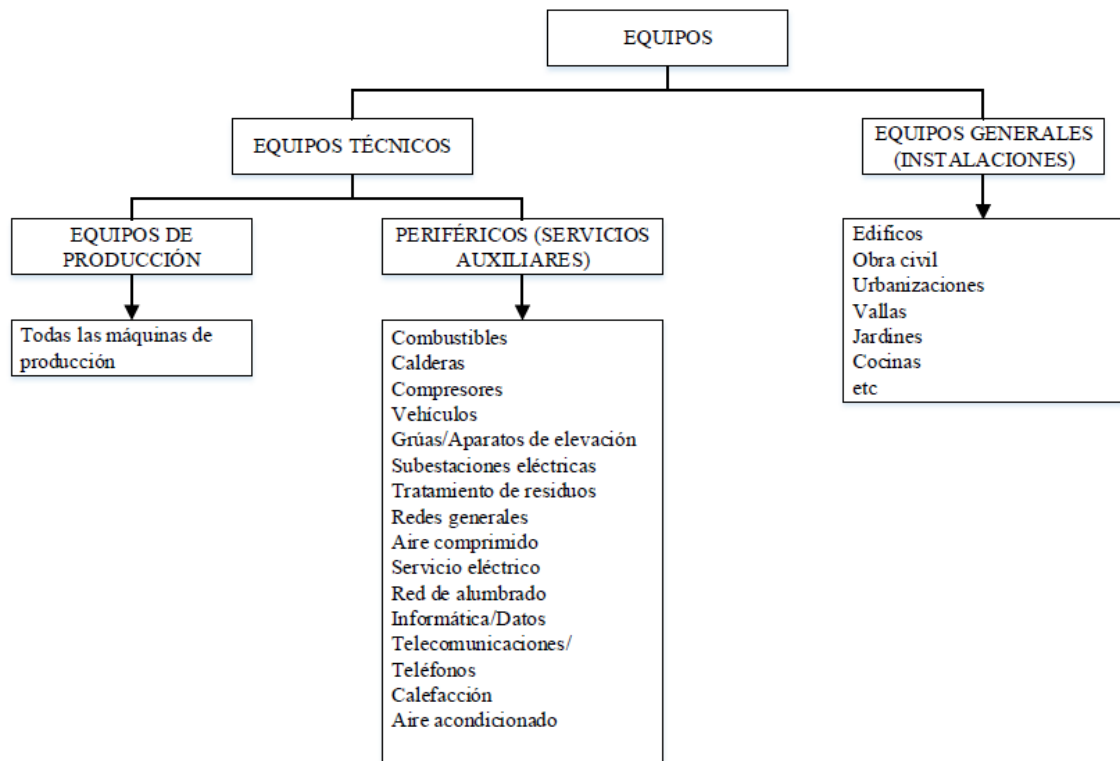 EQUIPOS
EQUIPOS TÉCNICOS
EQUIPOS GENERALES
(INSTALACIONES)
EQUIPOS DE
PRODUCCIÓN
PERIFÉRICOS (SERVICIOS
AUXILIARES)
Edificos
Obra civil
Urbanizaciones
Vallas
Jardines
Cocinas
etc
Todas las máquinas de
producción
Combustibles
Calderas
Compresores
Vehículos
Grúas/Aparatos de elevación
Subestaciones eléctricas
Tratamiento de residuos
Redes generales
Aire comprimido
Servicio eléctrico
Red de alumbrado
Informática/Datos
Telecomunicaciones/
Teléfonos
Calefacción
Aire acondicionado